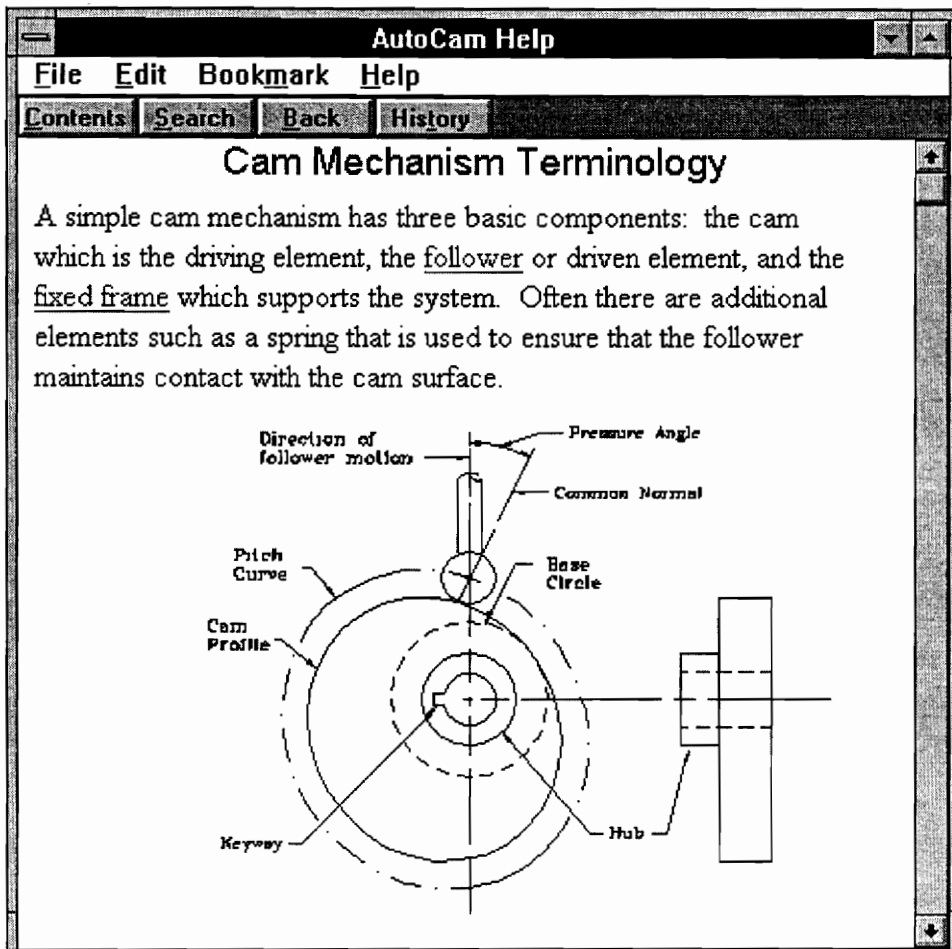 AutoCam Help
File Edit Bookmark Help
Contents Search Back History
Cam Mechanism Terminology
A simple cam mechanism has three basic components: the cam
which is the driving element, the follower or driven element, and the
fixed frame which supports the system. Often there are additional
elements such as a spring that is used to ensure that the follower
maintains contact with the cam surface.
Direction of
follower motion
Pressure Angle
Common Normal
Pitch
Curve
Base
Circle
Cam
Profile
Keyway
Hub